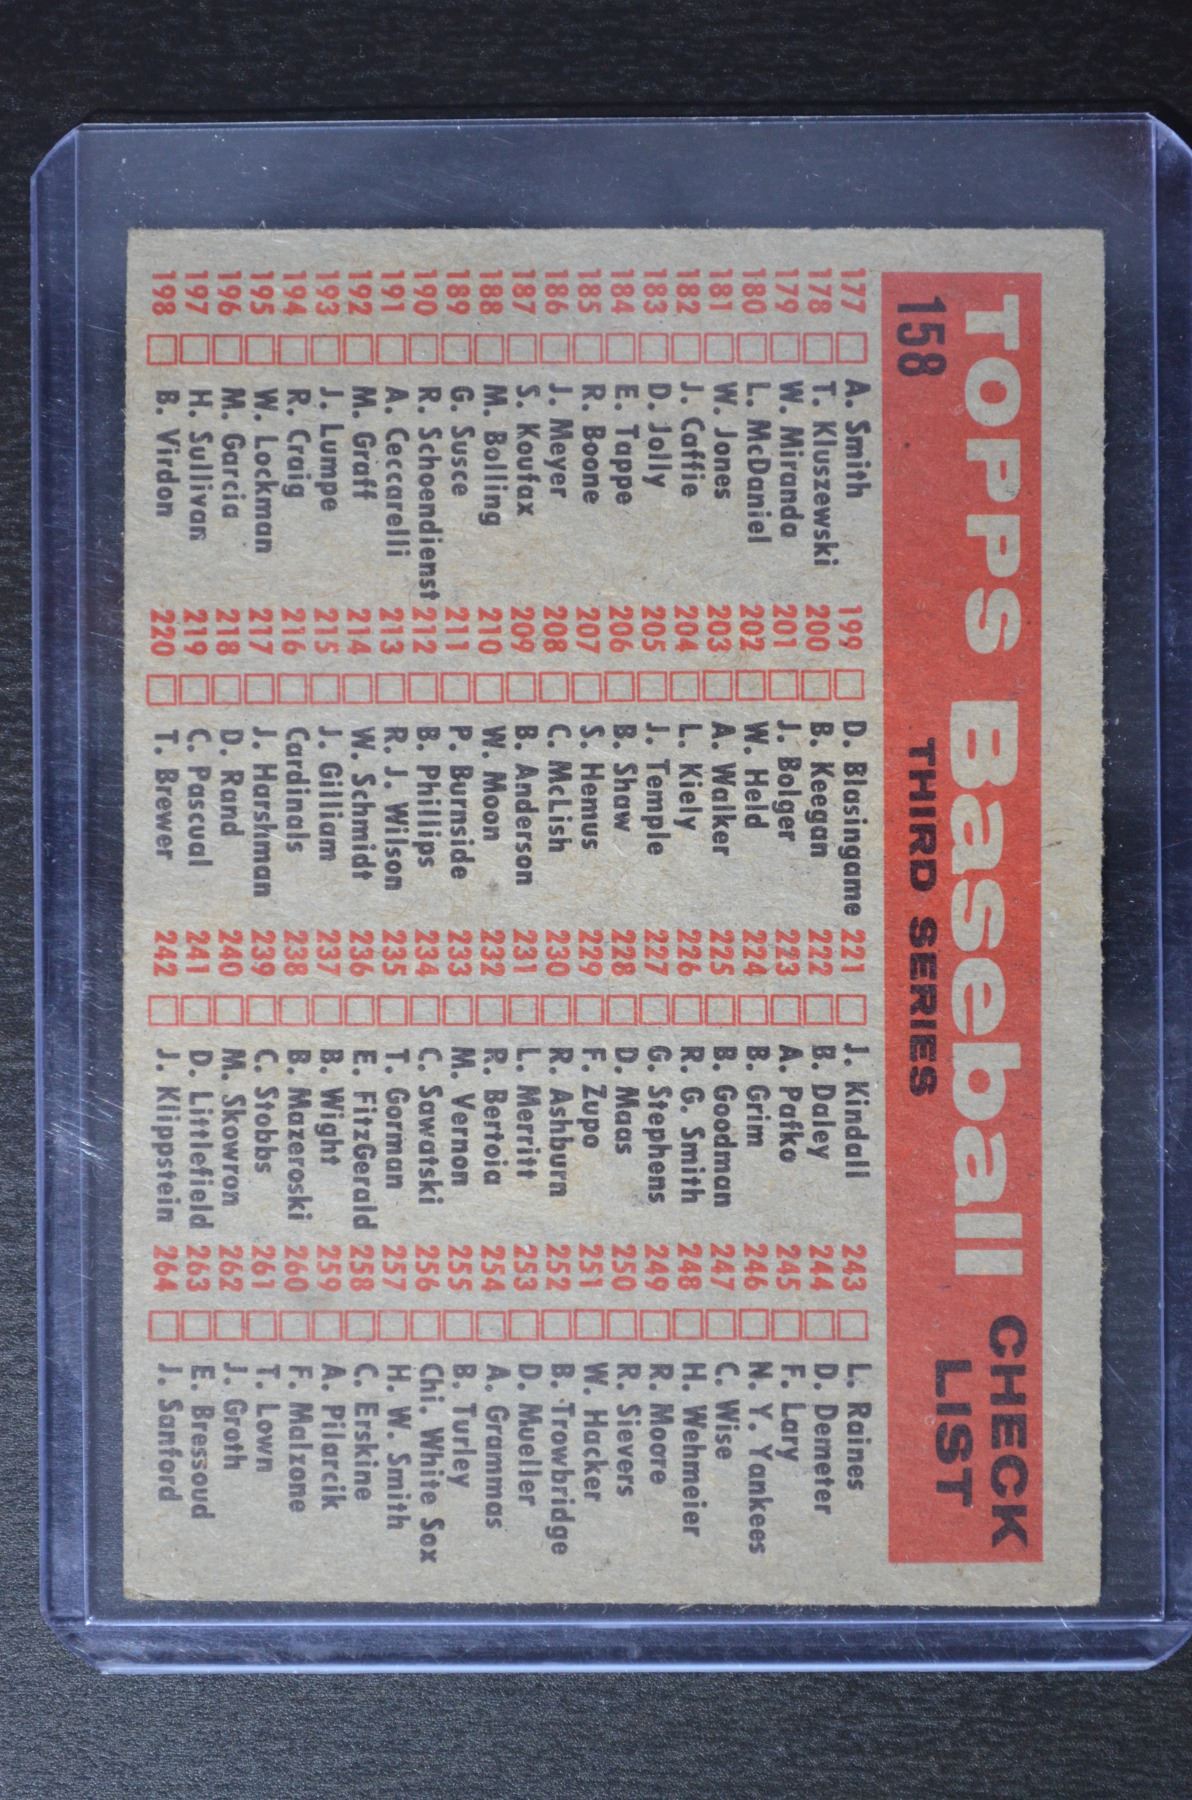 TOPPS Baseball CHECK LIST
158 THIRD SERIES
177 A. Smith
178 T. Kluszewski
179 W. Miranda
180 L. McDaniel
181 W. Jones
182 J. Caffie
183 D. Jolly
184 E. Tappe
185 R. Boone
186 J. Meyer
187 S. Koufax
188 M. Bolling
189 G. Susce
190 R. Schoendienst
191 A. Ceccarelli
192 M. Graff
193 J. Lumpe
194 R. Craig
195 W. Lockman
196 M. Garcia
197 H. Sullivan
198 B. Virdon
199 D. Blasingame
200 B. Keegan
201 J. Bolger
202 W. Held
203 A. Walker
204 L. Kiely
205 J. Temple
206 B. Shaw
207 S. Hemus
208 C. McLish
209 B. Anderson
210 W. Moon
211 P. Burnside
212 B. Phillips
213 R. J. Wilson
214 W. Schmidt
215 J. Gilliam
216 Cardinals
217 J. Harshman
218 D. Rand
219 C. Pascual
220 T. Brewer
221 J. Kindall
222 B. Daley
223 A. Pafko
224 B. Grim
225 B. Goodman
226 R. G. Smith
227 G. Stephens
228 D. Maas
229 F. Zupo
230 R. Ashburn
231 L. Merritt
232 R. Bertoia
233 M. Vernon
234 C. Sawatski
235 T. Gorman
236 E. FitzGerald
237 B. Wight
238 B. Mazeroski
239 C. Stobbs
240 M. Skowron
241 D. Littlefield
242 J. Klippstein
243 L. Raines
244 D. Demeter
245 F. Lary
246 N. Y. Yankees
247 C. Wise
248 H. Wehmeier
249 R. Moore
250 R. Sievers
251 W. Hacker
252 B. Trowbridge
253 D. Mueller
254 A. Grammas
255 B. Turley
256 Chi. White Sox
257 H. W. Smith
258 C. Erskine
259 A. Pilarcik
260 F. Malzone
261 T. Lown
262 J. Groth
263 E. Bressoud
264 J. Sanford